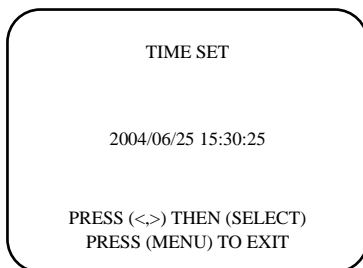 TIME SET
2004/06/25 15:30:25
PRESS (<,>) THEN (SELECT)
PRESS (MENU) TO EXIT